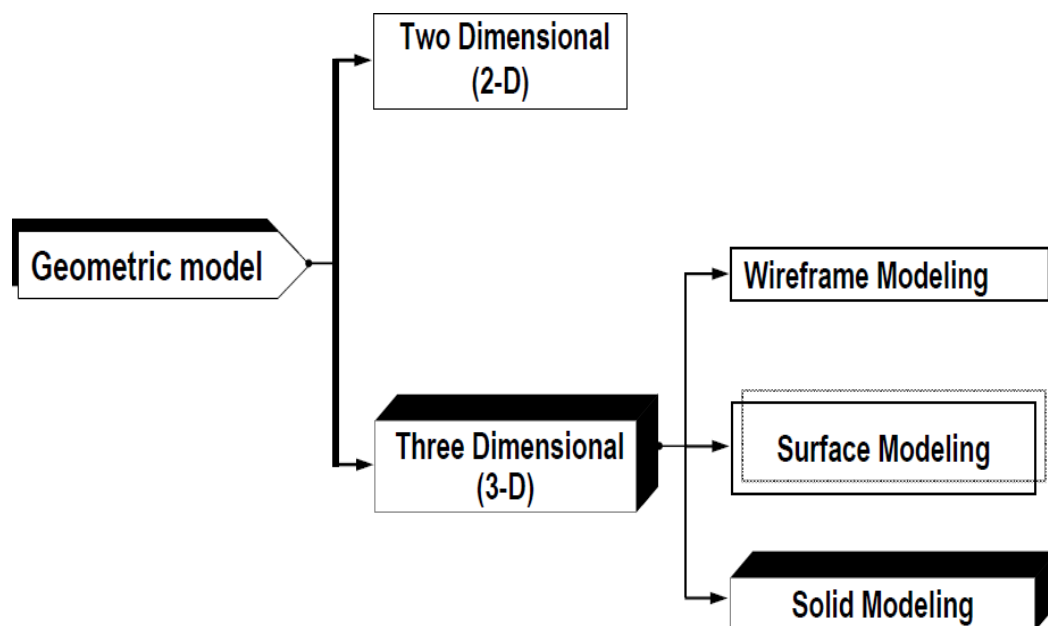 Two Dimensional
(2-D)
Geometric model
Wireframe Modeling
Three Dimensional
(3-D)
Surface Modeling
Solid Modeling